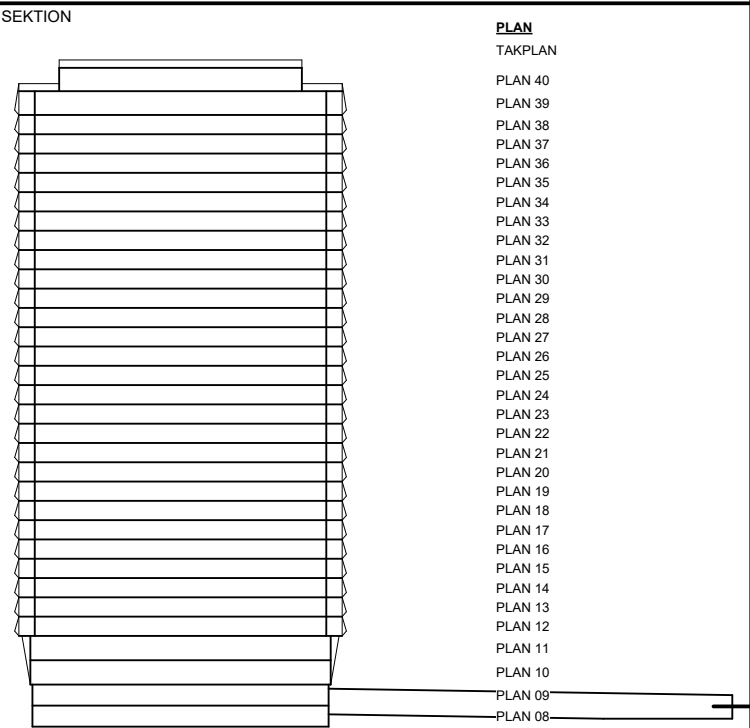 SEKTION
PLAN
TAKPLAN
PLAN 40
PLAN 39
PLAN 38
PLAN 37
PLAN 36
PLAN 35
PLAN 34
PLAN 33
PLAN 32
PLAN 31
PLAN 30
PLAN 29
PLAN 28
PLAN 27
PLAN 26
PLAN 25
PLAN 24
PLAN 23
PLAN 22
PLAN 21
PLAN 20
PLAN 19
PLAN 18
PLAN 17
PLAN 16
PLAN 15
PLAN 14
PLAN 13
PLAN 12
PLAN 11
PLAN 10
PLAN 09
PLAN 08